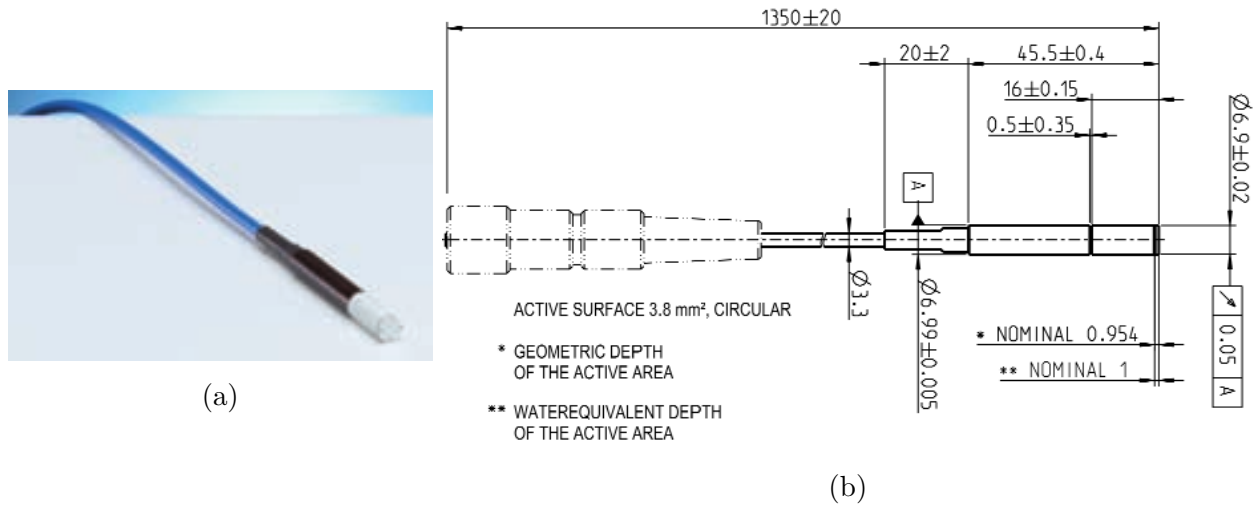 1350±20
20±2
45.5±0.4
16±0.15
0.5±0.35
Ø6.9±0.02
A
Ø3.3
Ø6.99±0.005
0.05 A
ACTIVE SURFACE 3.8 mm², CIRCULAR
* NOMINAL 0.954
* GEOMETRIC DEPTH
OF THE ACTIVE AREA
** NOMINAL 1
** WATEREQUIVALENT DEPTH
OF THE ACTIVE AREA
(a)
(b)